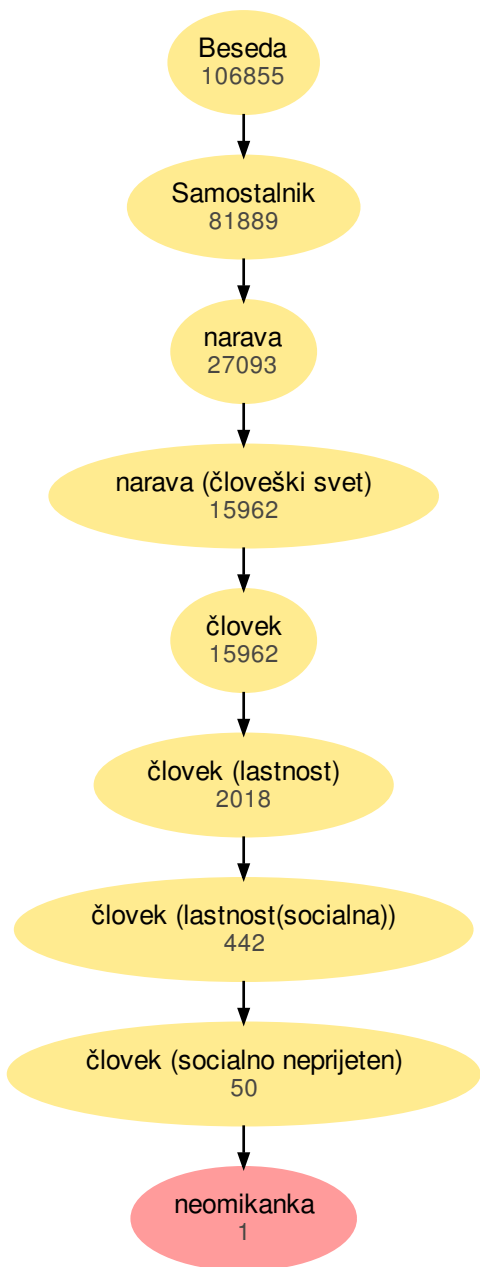 Beseda
106855
Samostalnik
81889
narava
27093
narava (človeški svet)
15962
človek
15962
človek (lastnost)
2018
človek (lastnost(socialna))
442
človek (socialno neprijeten)
50
neomikanka
1